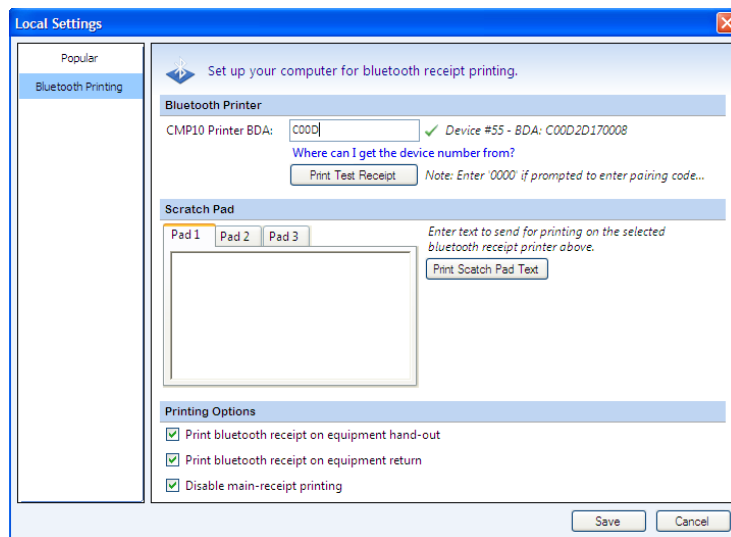 Local Settings
Popular
Bluetooth Printing
Set up your computer for bluetooth receipt printing.
Bluetooth Printer
CMP10 Printer BDA: C00D Device #55 - BDA: C00D2D170008
Where can I get the device number from?
Print Test Receipt Note: Enter '0000' if prompted to enter pairing code...
Scratch Pad
Pad 1 Pad 2 Pad 3
Enter text to send for printing on the selected
bluetooth receipt printer above.
Print Scatch Pad Text
Printing Options
Print bluetooth receipt on equipment hand-out
Print bluetooth receipt on equipment return
Disable main-receipt printing
Save Cancel